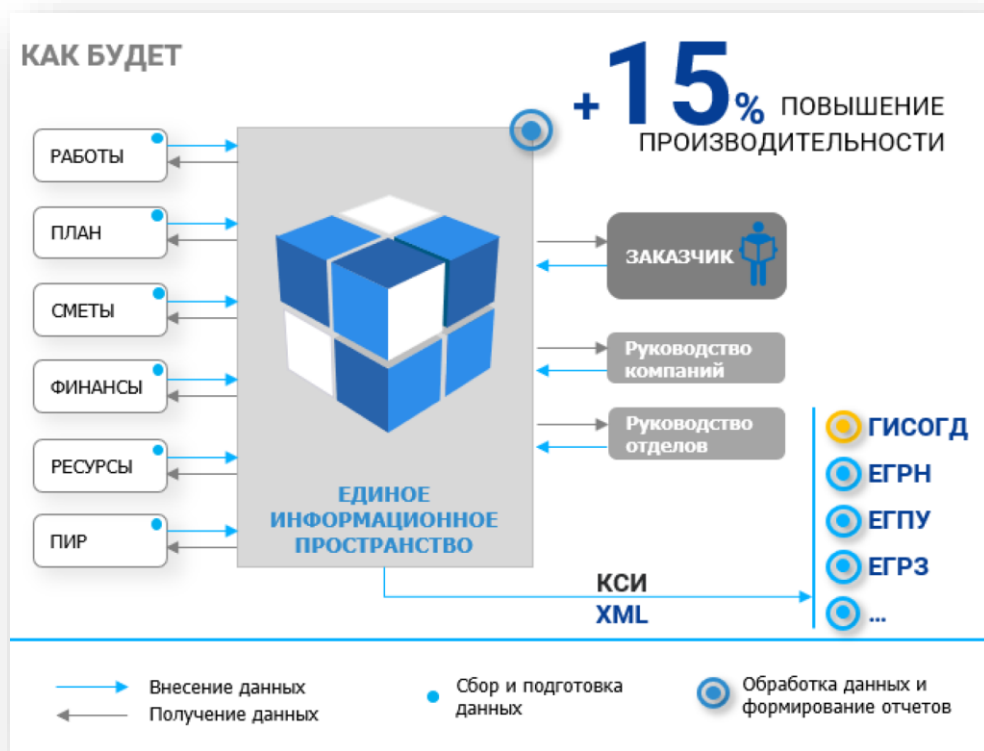 КАК БУДЕТ
+15% ПОВЫШЕНИЕ
ПРОИЗВОДИТЕЛЬНОСТИ
РАБОТЫ
ПЛАН
СМЕТЫ
ФИНАНСЫ
РЕСУРСЫ
ПИР
ЕДИНОЕ
ИНФОРМАЦИОННОЕ
ПРОСТРАНСТВО
ЗАКАЗЧИК
Руководство
компаний
Руководство
отделов
ГИСОГД
ЕГРН
ЕГПУ
ЕГРЗ
...
КСИ
XML
Внесение данных
Получение данных
Сбор и подготовка
данных
Обработка данных и
формирование отчетов